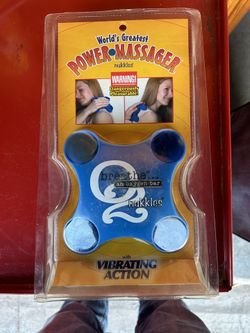 World's Greatest
POWER MASSAGER
nukkles
WARNING!
Dangerously
Pleasurable
breathe...
an oxygen bar
O2
nukkles
with
VIBRATING
ACTION